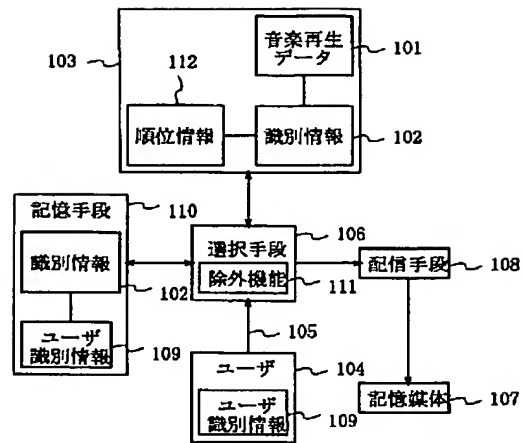 103
112
音楽再生
データ
101
順位情報
識別情報
102
記憶手段
110
識別情報
102
ユーザ
識別情報
109
選択手段
106
除外機能
111
配信手段
108
105
ユーザ
104
ユーザ
識別情報
109
記憶媒体
107